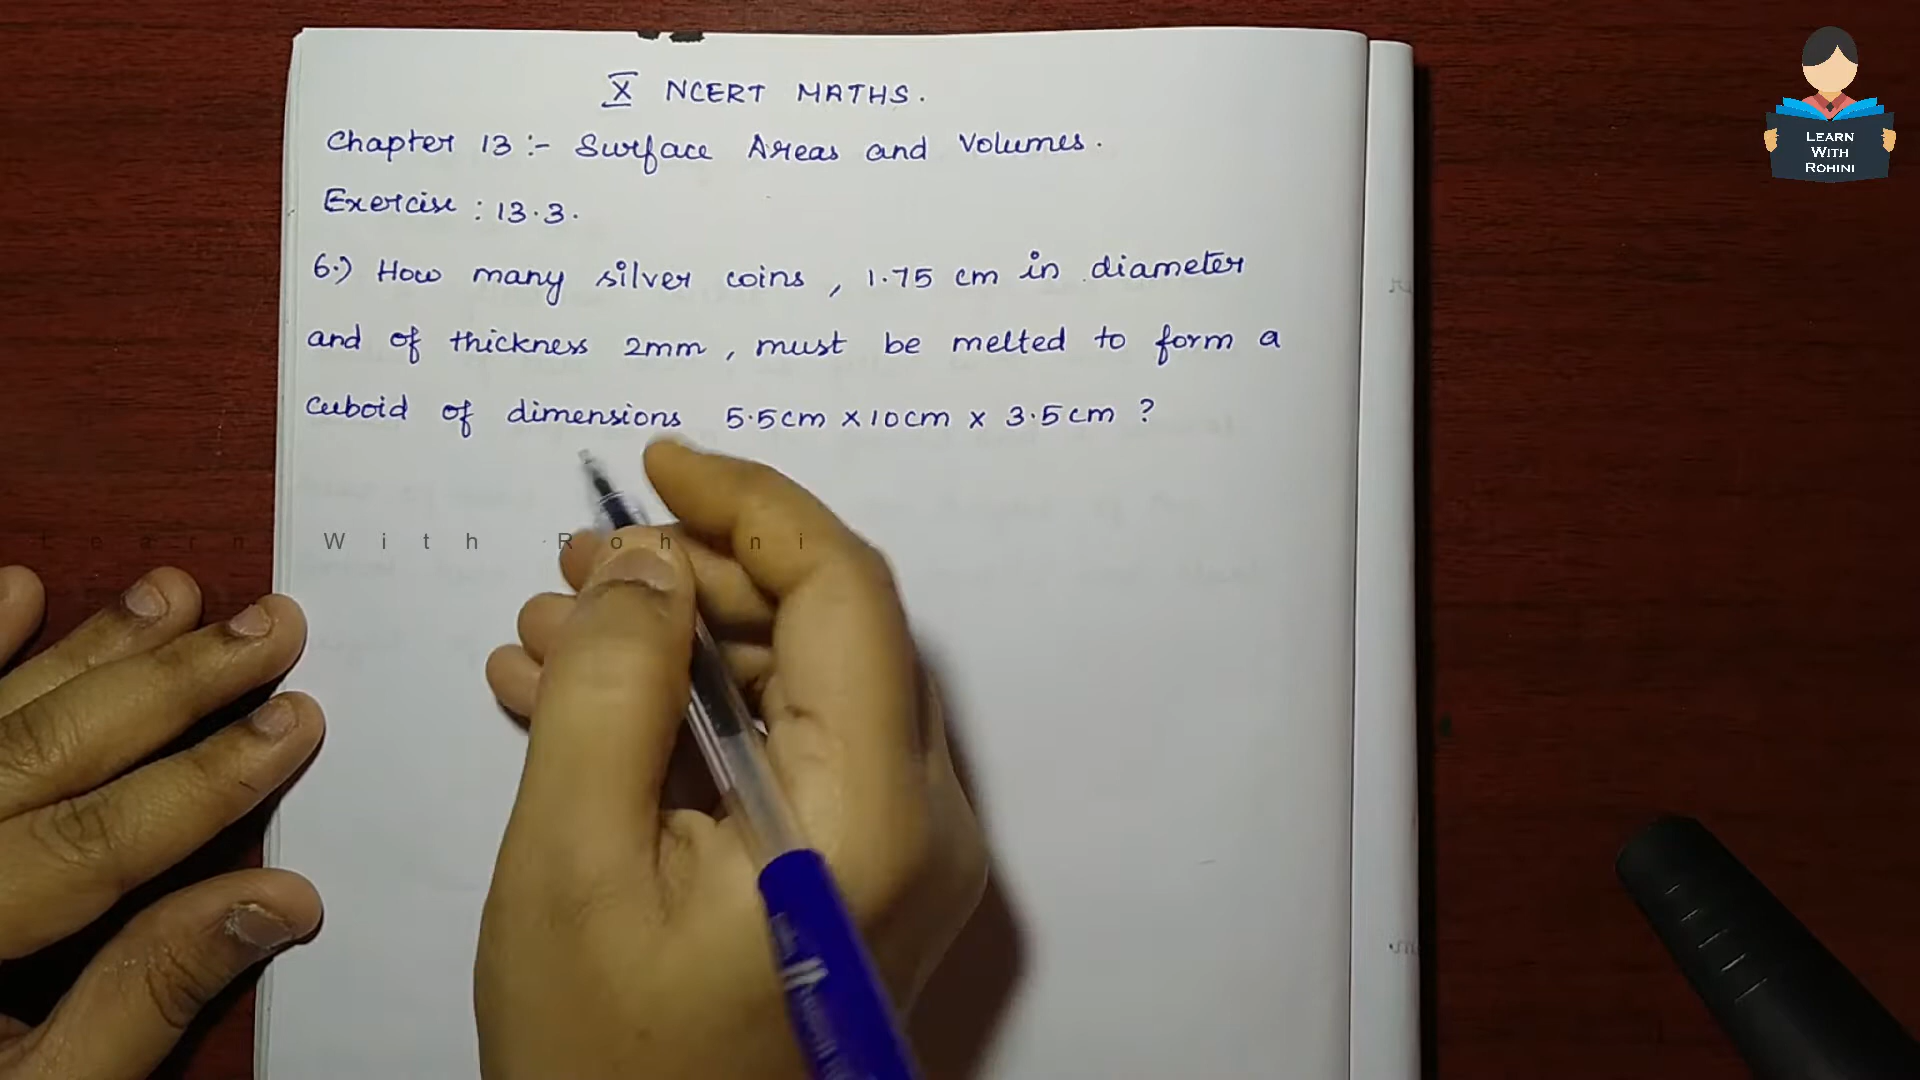 X NCERT MATHS.
Chapter 13 :- Surface Areas and Volumes.
Exercise : 13.3.
6.) How many silver coins, 1.75 cm in diameter
and of thickness 2mm, must be melted to form a
cuboid of dimensions 5.5cm x 10cm x 3.5cm ?
Learn With Rohini
LEARN
WITH
ROHINI